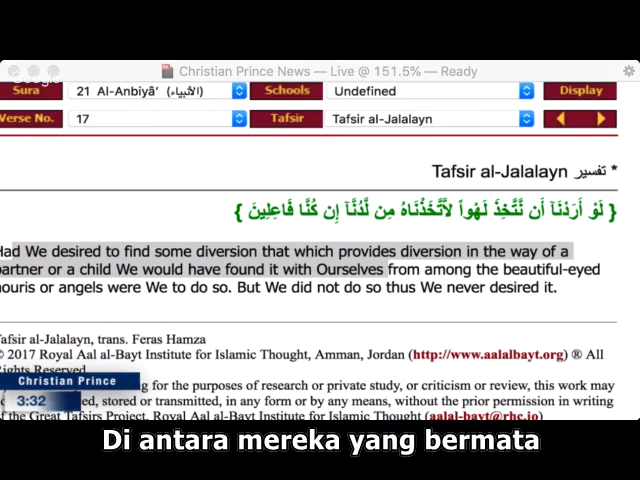 Christian Prince News — Live @ 151.5% — Ready
Google
Sura 21 Al-Anbiyâ’ (الأنبياء) Schools Undefined Display
Verse No. 17 Tafsir Tafsir al-Jalalayn
* تفسير Tafsir al-Jalalayn
{ لَوْ أَرَدْنَآ أَن نَّتَّخِذَ لَهْواً لاَّتَّخَذْنَاهُ مِن لَّدُنَّآ إِن كُنَّا فَاعِلِينَ }
Had We desired to find some diversion that which provides diversion in the way of a
partner or a child We would have found it with Ourselves from among the beautiful-eyed
houris or angels were We to do so. But We did not do so thus We never desired it.
Tafsir al-Jalalayn, trans. Feras Hamza
© 2017 Royal Aal al-Bayt Institute for Islamic Thought, Amman, Jordan (http://www.aalalbayt.org) ® All
Rights Reserved
Christian Prince
ng for the purposes of research or private study, or criticism or review, this work may
3:32
ed, stored or transmitted, in any form or by any means, without the prior permission in writing
of the Great Tafsirs Project, Royal Aal al-Bayt Institute for Islamic Thought (aalal-bayt@rhc.jo)
Di antara mereka yang bermata